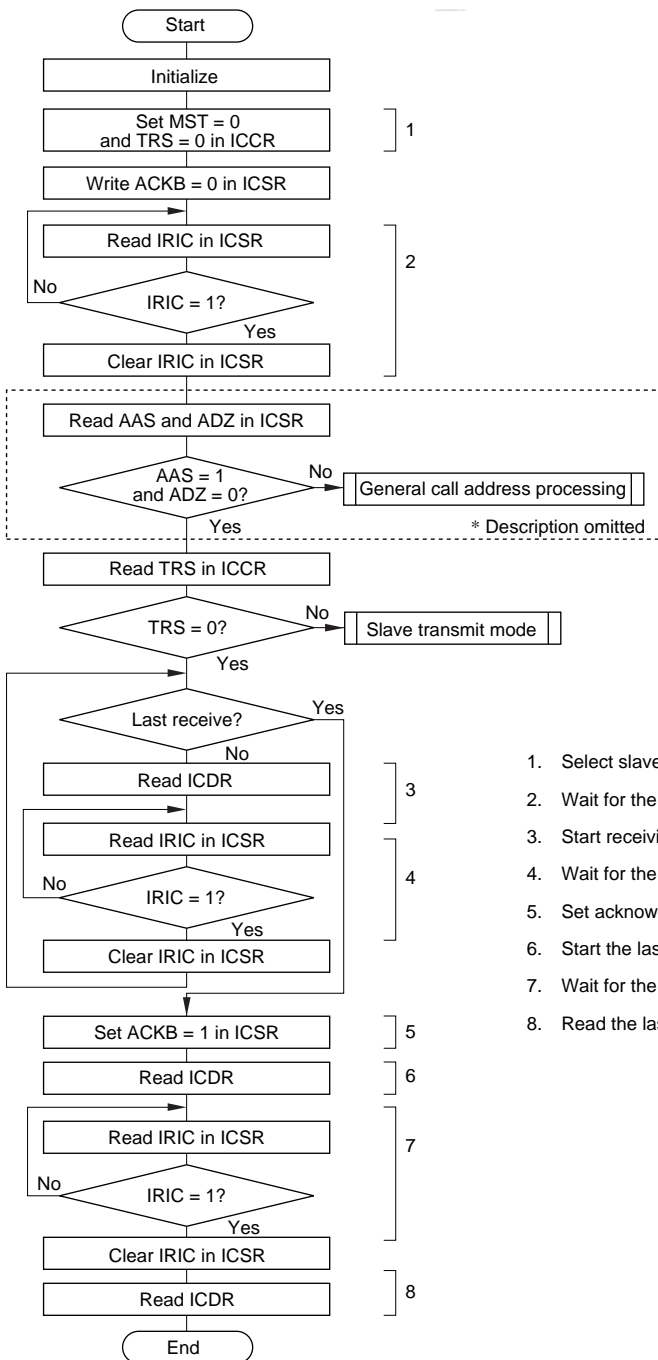 Start
Initialize
Set MST = 0
and TRS = 0 in ICCR
1
Write ACKB = 0 in ICSR
Read IRIC in ICSR
2
No
IRIC = 1?
Yes
Clear IRIC in ICSR
Read AAS and ADZ in ICSR
AAS = 1
and ADZ = 0?
No
General call address processing
Yes
* Description omitted
Read TRS in ICCR
TRS = 0?
No
Slave transmit mode
Yes
Last receive?
Yes
No
Read ICDR
3
Read IRIC in ICSR
4
No
IRIC = 1?
Yes
Clear IRIC in ICSR
Set ACKB = 1 in ICSR
5
Read ICDR
6
Read IRIC in ICSR
7
No
IRIC = 1?
Yes
Clear IRIC in ICSR
Read ICDR
8
End
1. Select slave
2. Wait for the
3. Start receivi
4. Wait for the
5. Set acknow
6. Start the las
7. Wait for the
8. Read the las